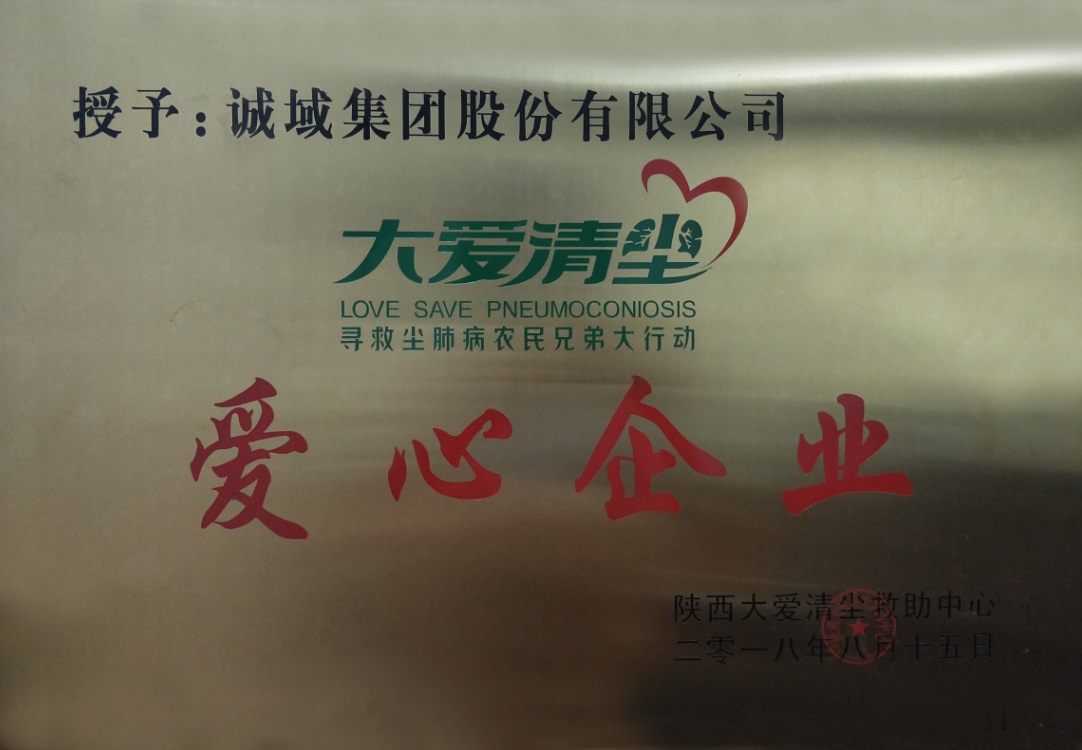 授予:诚域集团股份有限公司
大爱清尘
LOVE SAVE PNEUMOCONIOSIS
寻救尘肺病农民兄弟大行动
爱心企业
陕西大爱清尘救助中心
二零一八年八月十五日